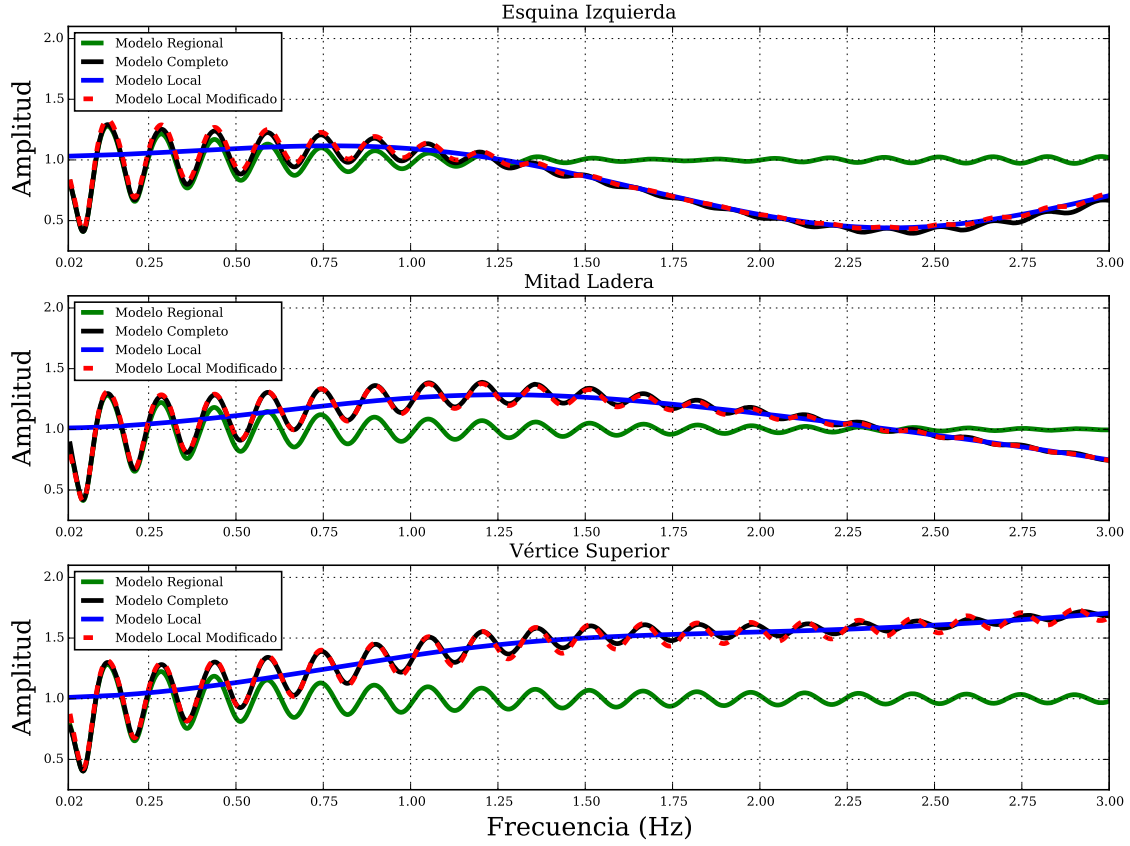 Esquina Izquierda
Amplitud
2.0
1.5
1.0
0.5
Modelo Regional
Modelo Completo
Modelo Local
Modelo Local Modificado
0.02 0.25 0.50 0.75 1.00 1.25 1.50 1.75 2.00 2.25 2.50 2.75 3.00
Mitad Ladera
Amplitud
2.0
1.5
1.0
0.5
Modelo Regional
Modelo Completo
Modelo Local
Modelo Local Modificado
0.02 0.25 0.50 0.75 1.00 1.25 1.50 1.75 2.00 2.25 2.50 2.75 3.00
Vértice Superior
Amplitud
2.0
1.5
1.0
0.5
Modelo Regional
Modelo Completo
Modelo Local
Modelo Local Modificado
0.02 0.25 0.50 0.75 1.00 1.25 1.50 1.75 2.00 2.25 2.50 2.75 3.00
Frecuencia (Hz)